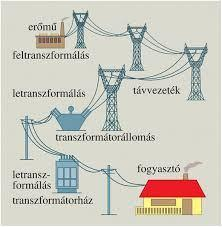 erőmű
feltranszformálás
letranszformálás
távvezeték
transzformátorállomás
fogyasztó
letransz-
formálás
transzformátorház